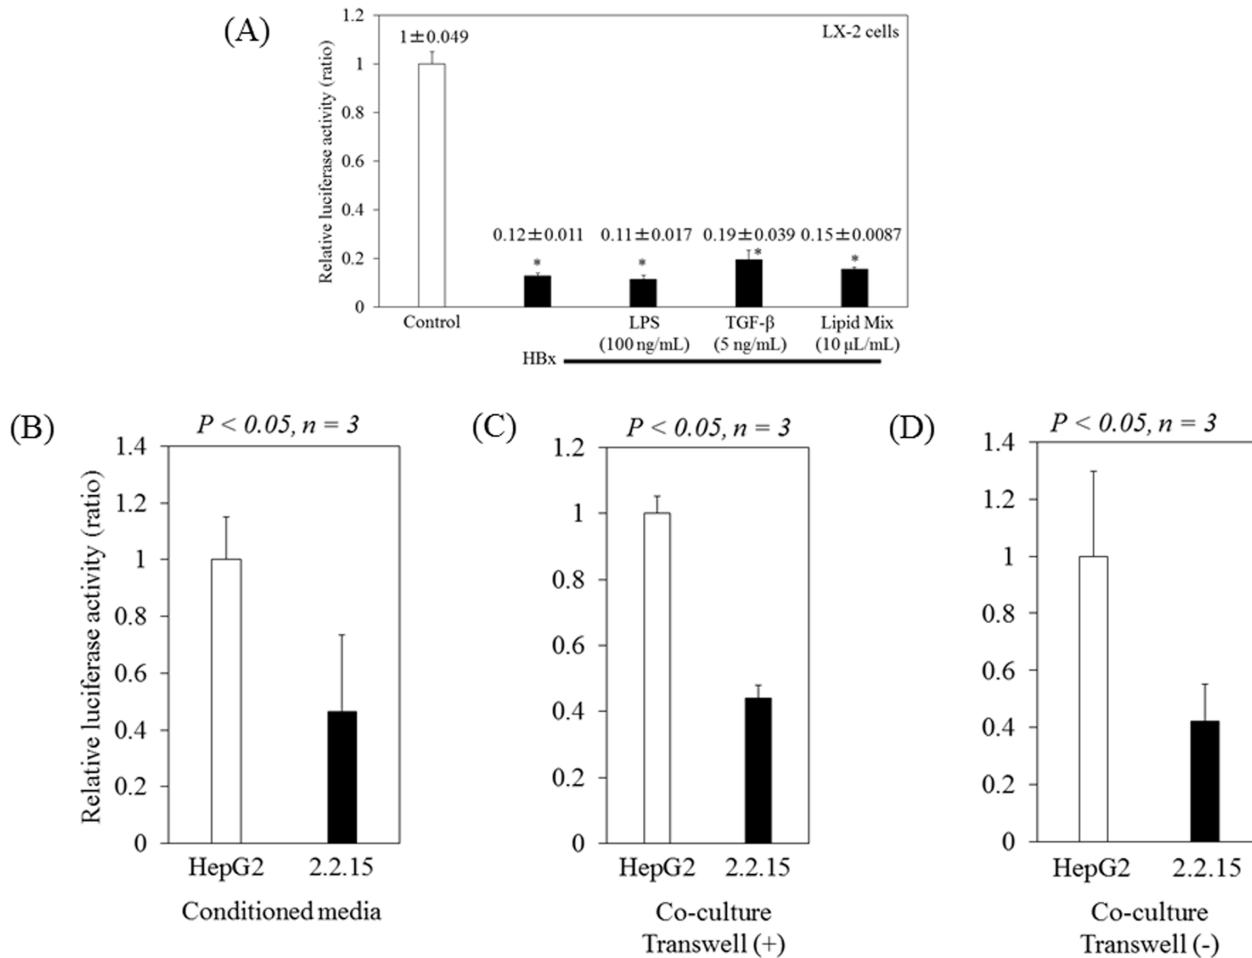 (A)
LX-2 cells
Relative luciferase activity (ratio)
1.2
1
0.8
0.6
0.4
0.2
0
1±0.049
0.12±0.011 0.11±0.017 0.19±0.039 0.15±0.0087
* * * *
Control LPS TGF-β Lipid Mix
(100 ng/mL) (5 ng/mL) (10 μL/mL)
HBx
(B)
P < 0.05, n = 3
Relative luciferase activity (ratio)
1.4
1.2
1
0.8
0.6
0.4
0.2
0
HepG2 2.2.15
Conditioned media
(C)
P < 0.05, n = 3
1.2
1
0.8
0.6
0.4
0.2
0
HepG2 2.2.15
Co-culture
Transwell (+)
(D)
P < 0.05, n = 3
1.4
1.2
1
0.8
0.6
0.4
0.2
0
HepG2 2.2.15
Co-culture
Transwell (-)